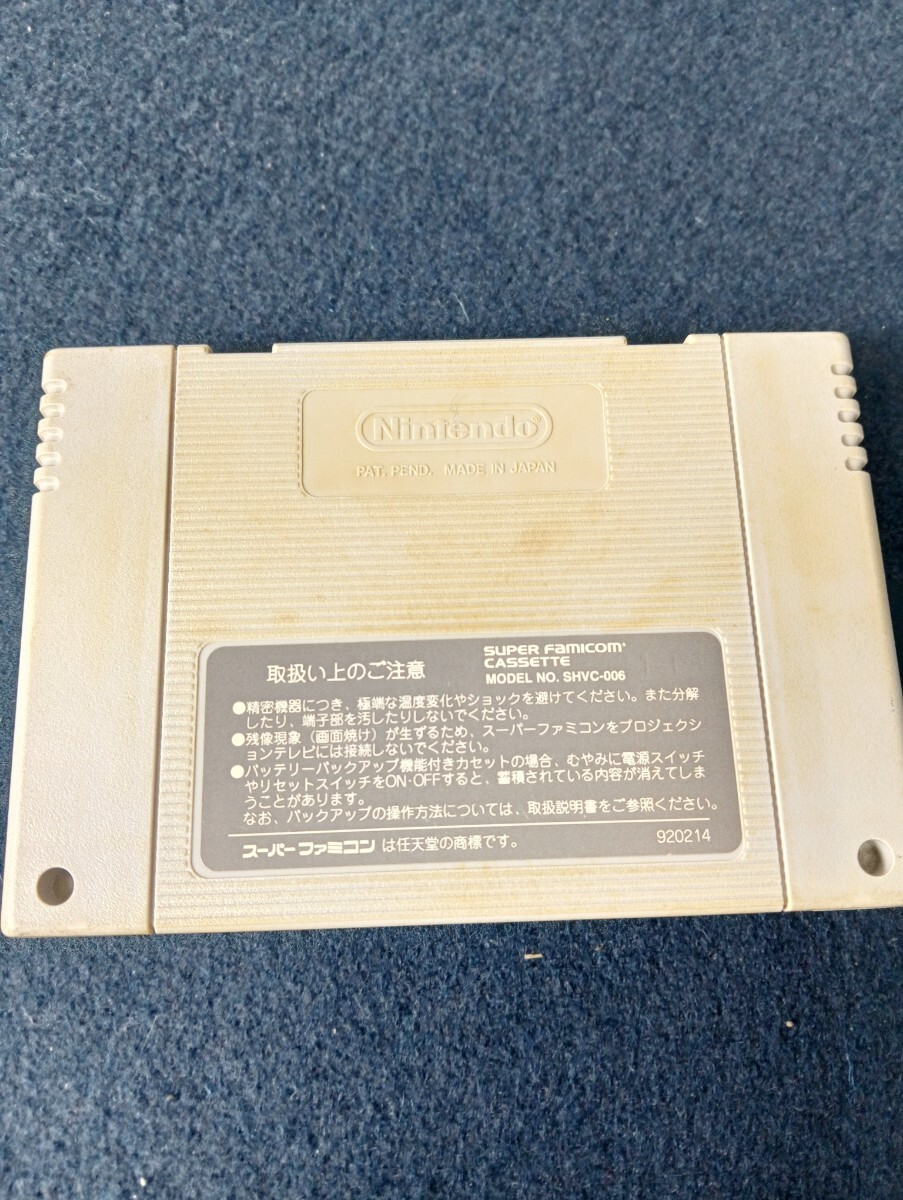 Nintendo®
PAT. PEND. MADE IN JAPAN
取扱い上のご注意
SUPER FAMICOM
CASSETTE
MODEL NO. SHVC-006
●精密機器につき、極端な温度変化やショックを避けてください。また分解
したり、端子部を汚したりしないでください。
●残像現象（画面焼け）が生ずるため、スーパーファミコンをプロジェクシ
ョンテレビには接続しないでください。
●バッテリーバックアップ機能付きカセットの場合、むやみに電源スイッチ
やリセットスイッチをON・OFFすると、蓄積されている内容が消えてしま
うことがあります。
なお、バックアップの操作方法については、取扱説明書をご参照ください。
スーパーファミコン は任天堂の商標です。
920214